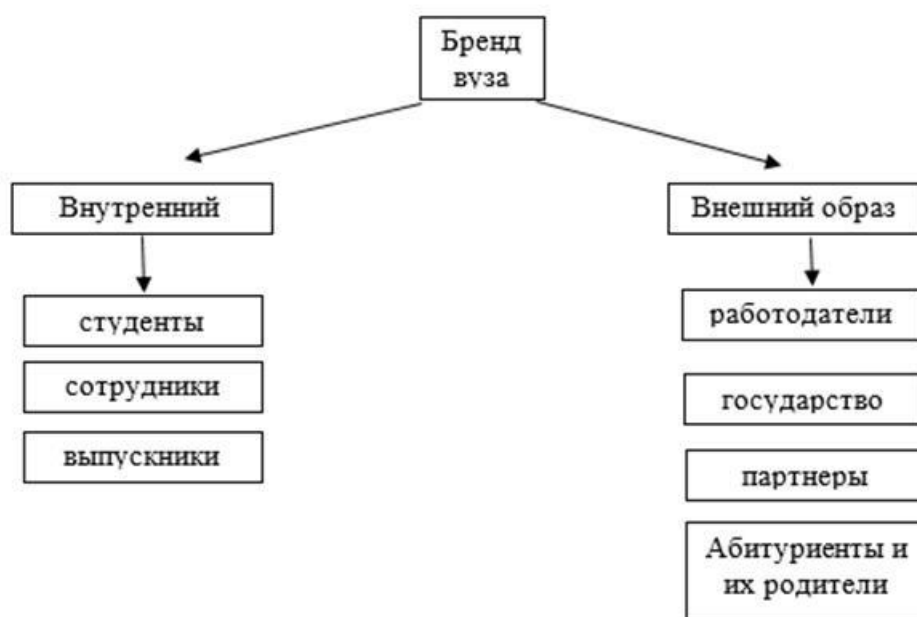 Бренд
вуза
Внутренний
Внешний образ
студенты
сотрудники
выпускники
работодатели
государство
партнеры
Абитуриенты и
их родители